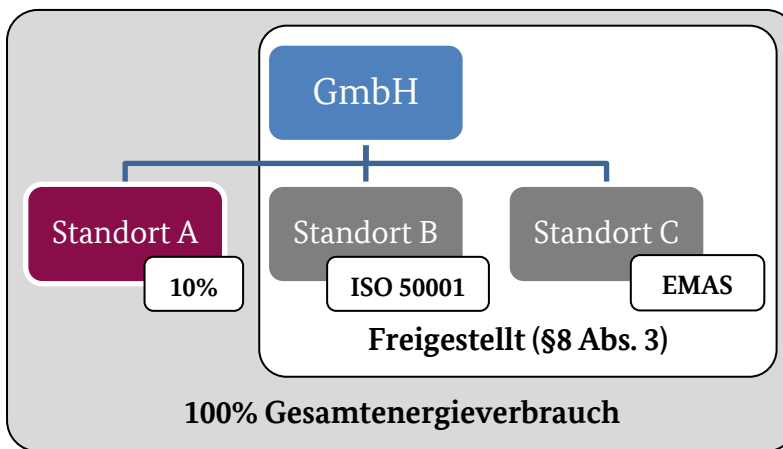 GmbH
Standort A
Standort B
Standort C
10%
ISO 50001
EMAS
Freigestellt (§8 Abs. 3)
100% Gesamtenergieverbrauch